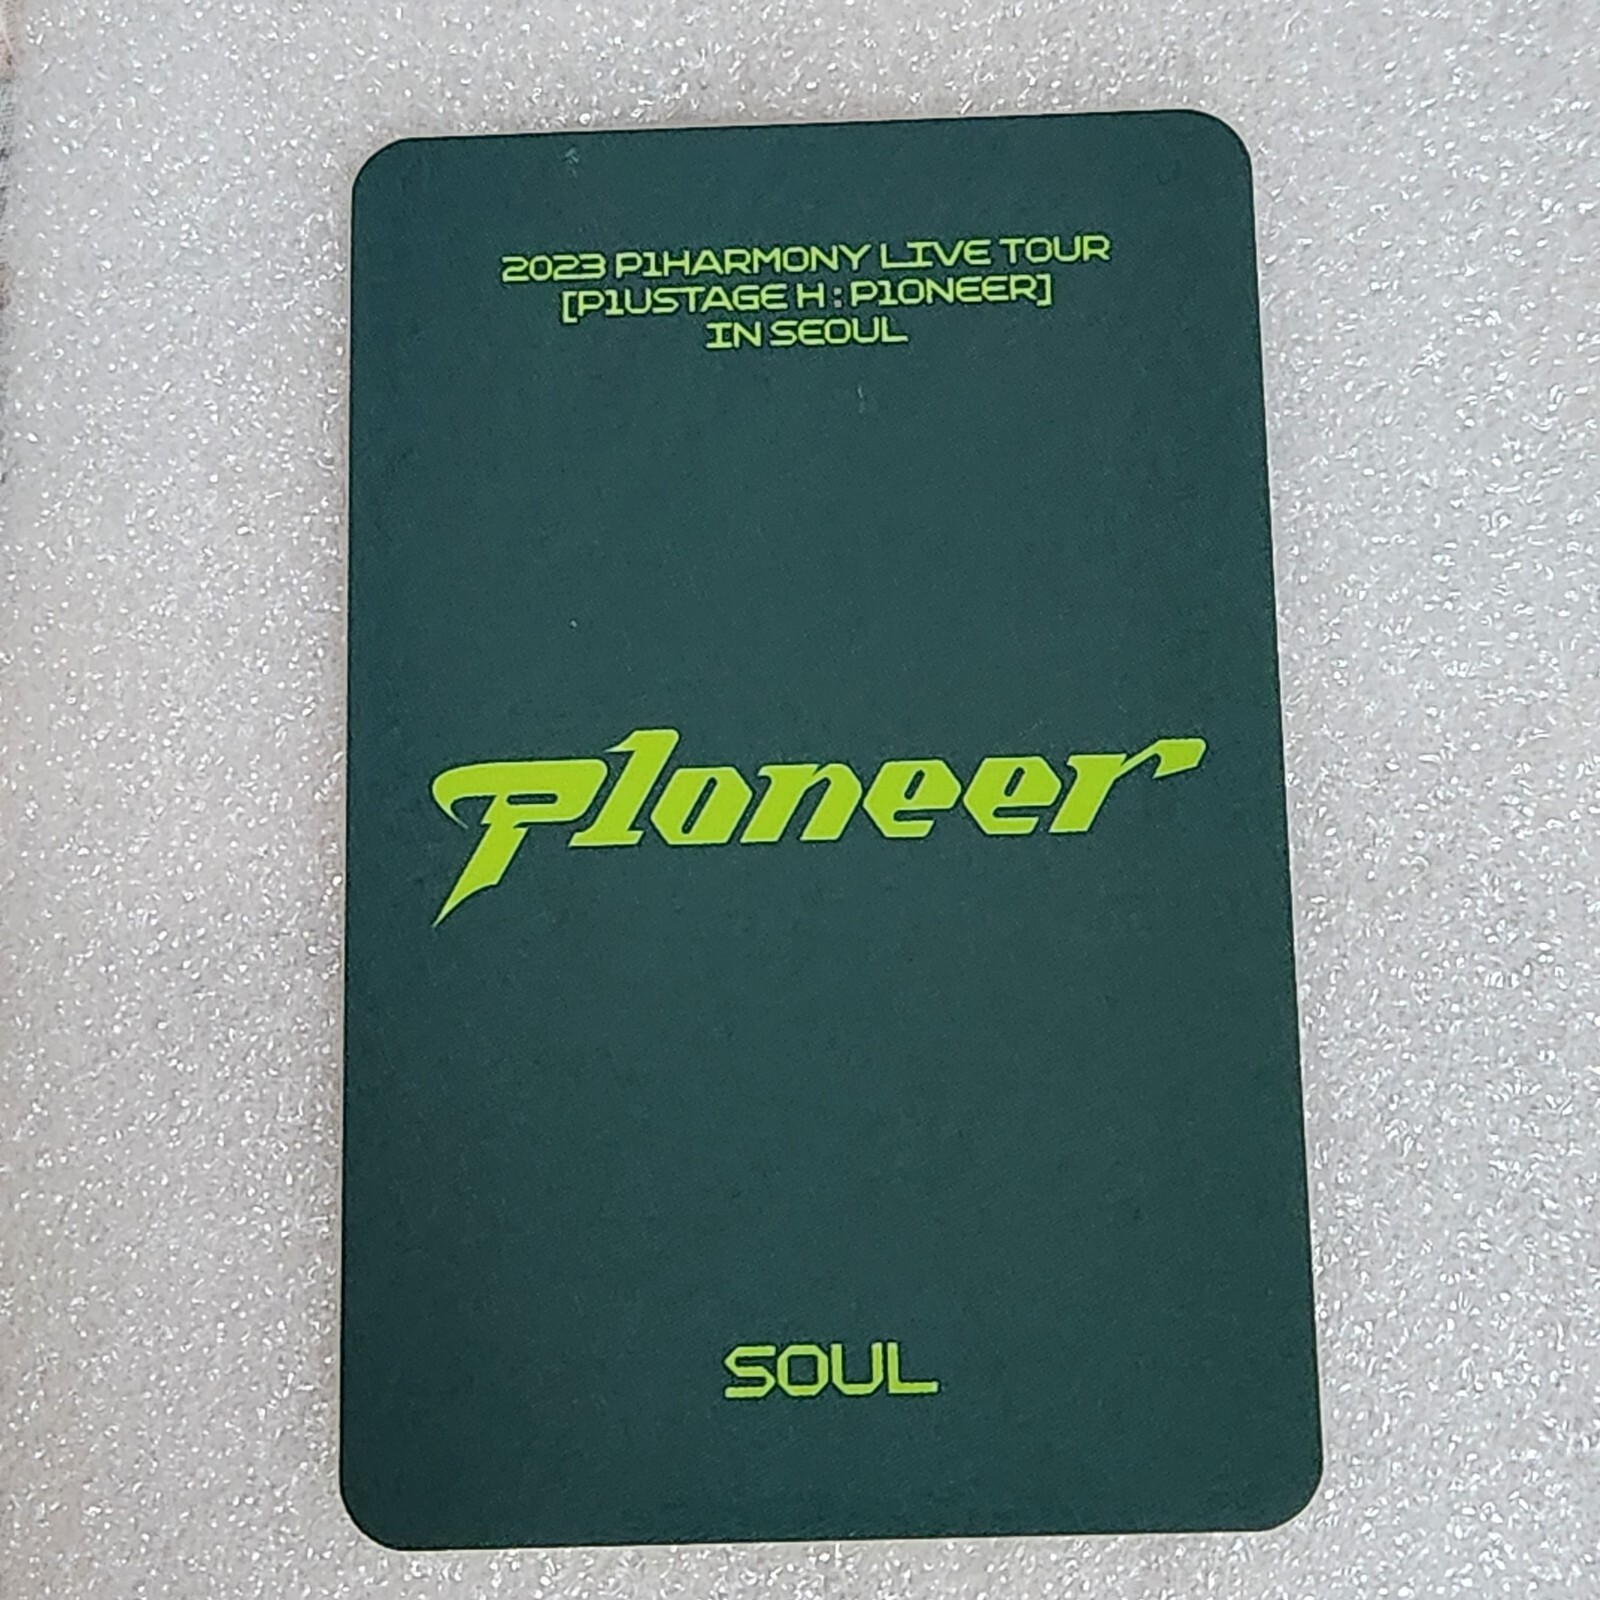 2023 P1HARMONY LIVE TOUR
[P1USTAGE H : P1ONEER]
IN SEOUL
P1oneer
SOUL